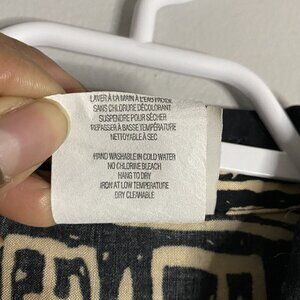 LAVER À LA MAIN À L'EAU FROIDE
SANS CHLORURE DÉCOLORANT
SUSPENDRE POUR SÉCHER
REPASSER À BASSE TEMPÉRATURE
NETTOYABLE À SEC
HAND WASHABLE IN COLD WATER
NO CHLORINE BLEACH
HANG TO DRY
IRON AT LOW TEMPERATURE
DRY CLEANABLE